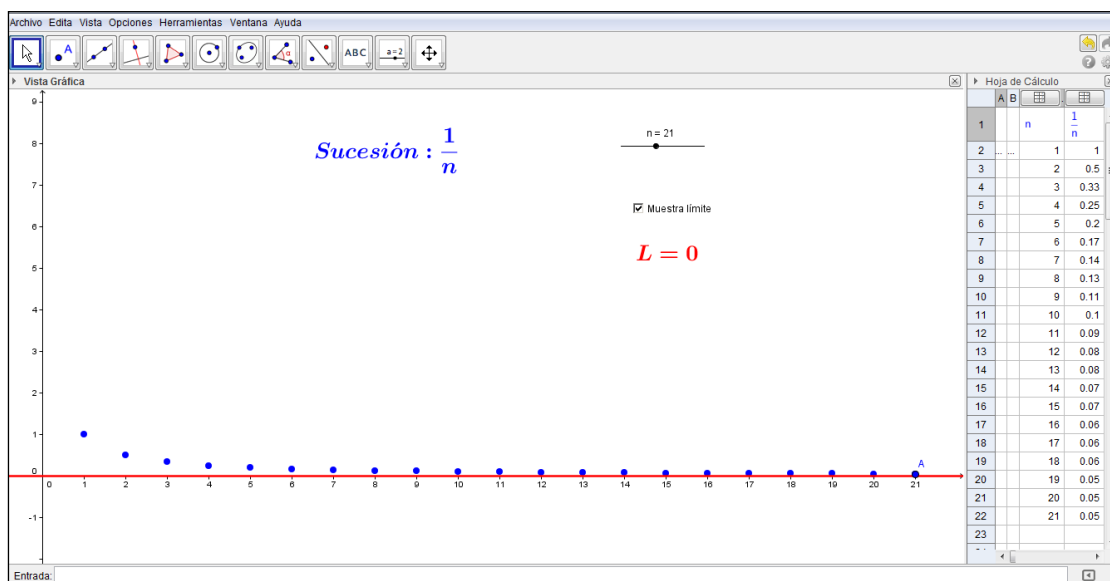 Archivo Edita Vista Opciones Herramientas Ventana Ayuda
A
α
ABC
a=2
Vista Gráfica
Hoja de Cálculo
Sucesión : 1/n
n = 21
Muestra límite
L = 0
9
8
7
6
5
4
3
2
1
0
-1
0 1 2 3 4 5 6 7 8 9 10 11 12 13 14 15 16 17 18 19 20 21
A
A B
1 n 1/n
2 ... ... 1 1
3 2 0.5
4 3 0.33
5 4 0.25
6 5 0.2
7 6 0.17
8 7 0.14
9 8 0.13
10 9 0.11
11 10 0.1
12 11 0.09
13 12 0.08
14 13 0.08
15 14 0.07
16 15 0.07
17 16 0.06
18 17 0.06
19 18 0.06
20 19 0.05
21 20 0.05
22 21 0.05
23
Entrada: